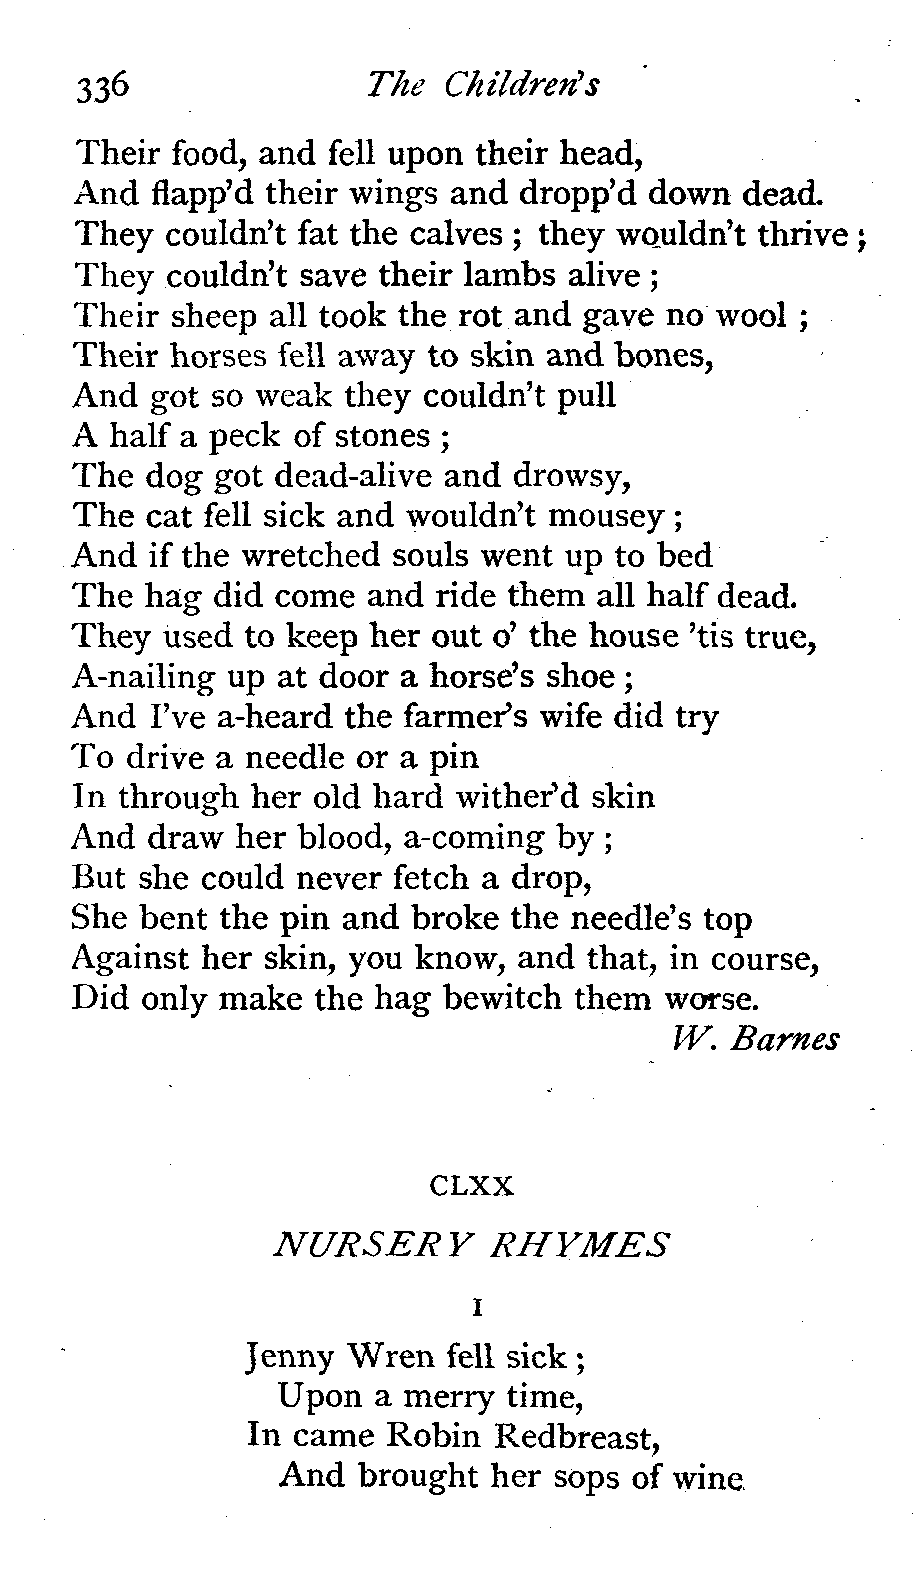 336 The Children's
Their food, and fell upon their head,
And flapp'd their wings and dropp'd down dead.
They couldn't fat the calves ; they wouldn't thrive ;
They couldn't save their lambs alive ;
Their sheep all took the rot and gave no wool ;
Their horses fell away to skin and bones,
And got so weak they couldn't pull
A half a peck of stones ;
The dog got dead-alive and drowsy,
The cat fell sick and wouldn't mousey ;
And if the wretched souls went up to bed
The hag did come and ride them all half dead.
They used to keep her out o' the house 'tis true,
A-nailing up at door a horse's shoe ;
And I've a-heard the farmer's wife did try
To drive a needle or a pin
In through her old hard wither'd skin
And draw her blood, a-coming by ;
But she could never fetch a drop,
She bent the pin and broke the needle's top
Against her skin, you know, and that, in course,
Did only make the hag bewitch them worse.
W. Barnes
CLXX
NURSERY RHYMES
I
Jenny Wren fell sick ;
Upon a merry time,
In came Robin Redbreast,
And brought her sops of wine